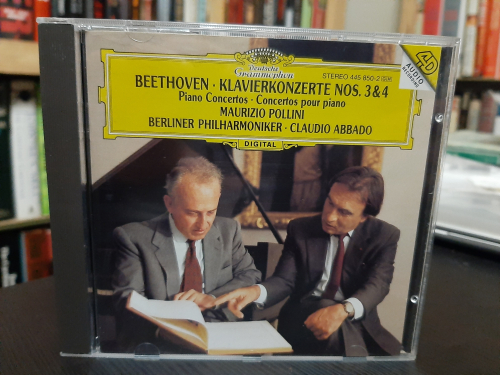 Deutsche
Grammophon
STEREO 445 850-2
4D
AUDIO
RECORDING
BEETHOVEN · KLAVIERKONZERTE NOS. 3 & 4
Piano Concertos · Concertos pour piano
MAURIZIO POLLINI
BERLINER PHILHARMONIKER · CLAUDIO ABBADO
DIGITAL